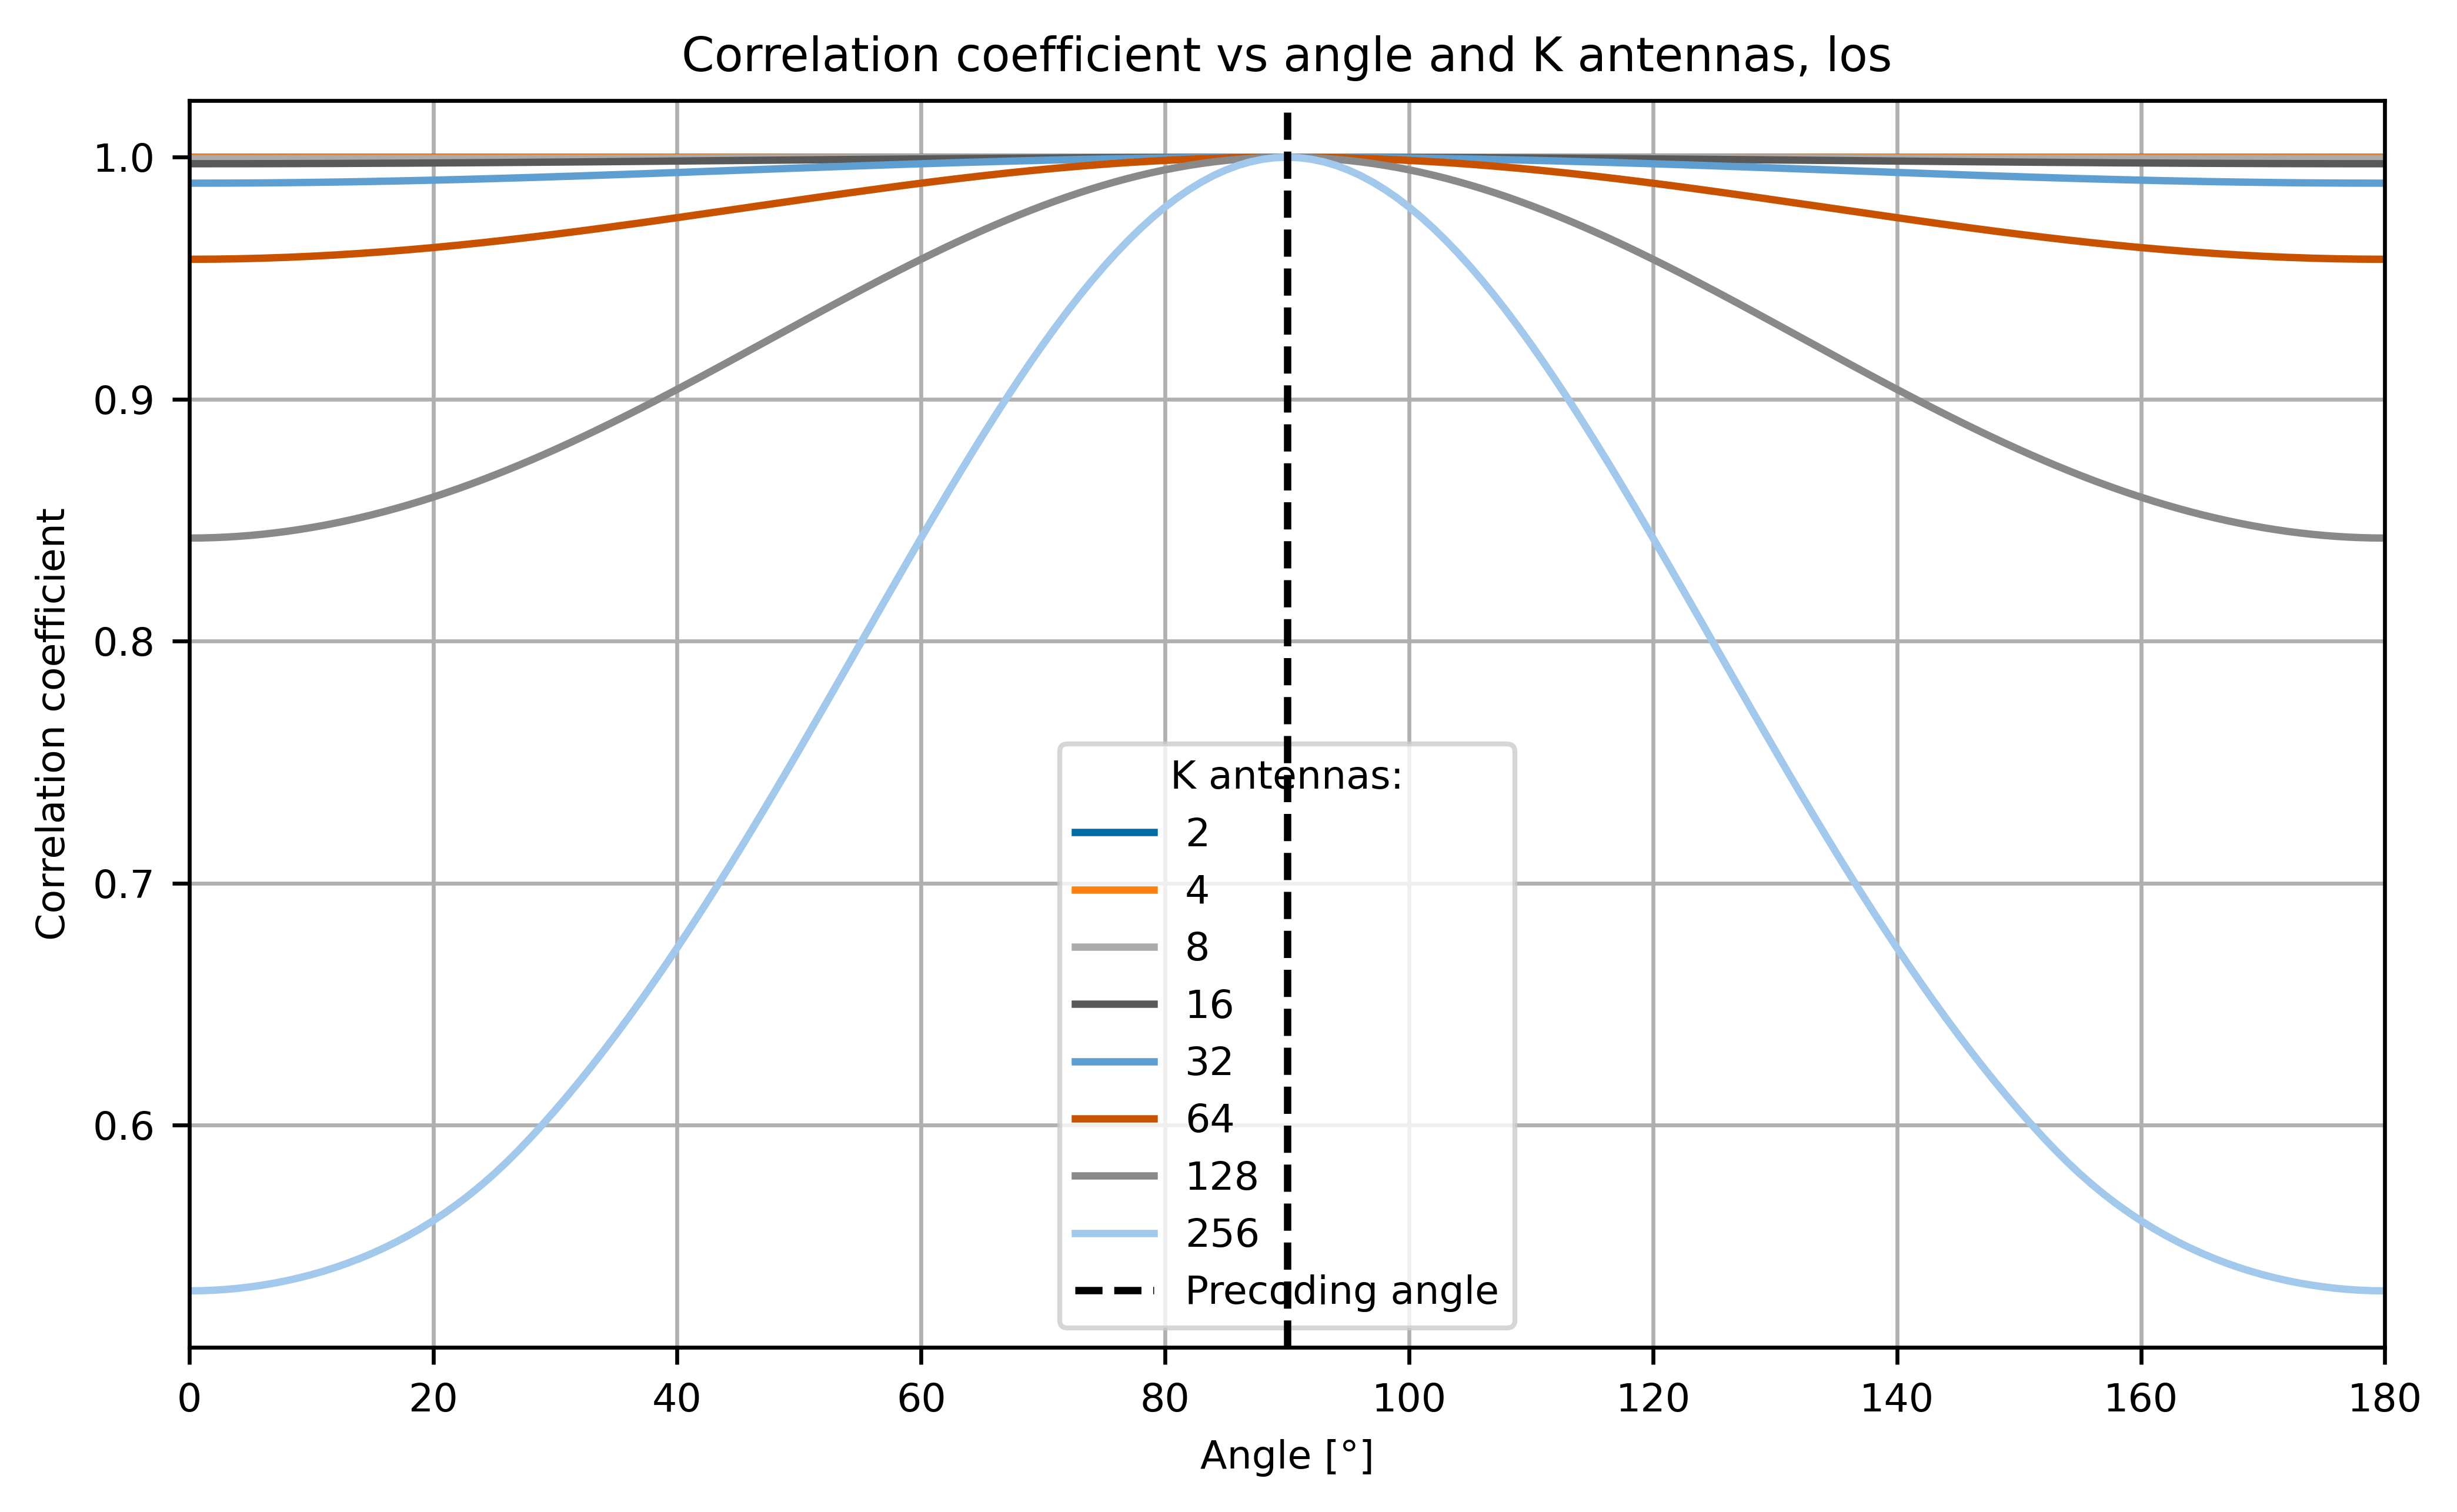 Correlation coefficient vs angle and K antennas, los
Correlation coefficient
1.0
0.9
0.8
0.7
0.6
K antennas:
2
4
8
16
32
64
128
256
Precoding angle
0 20 40 60 80 100 120 140 160 180
Angle [°]